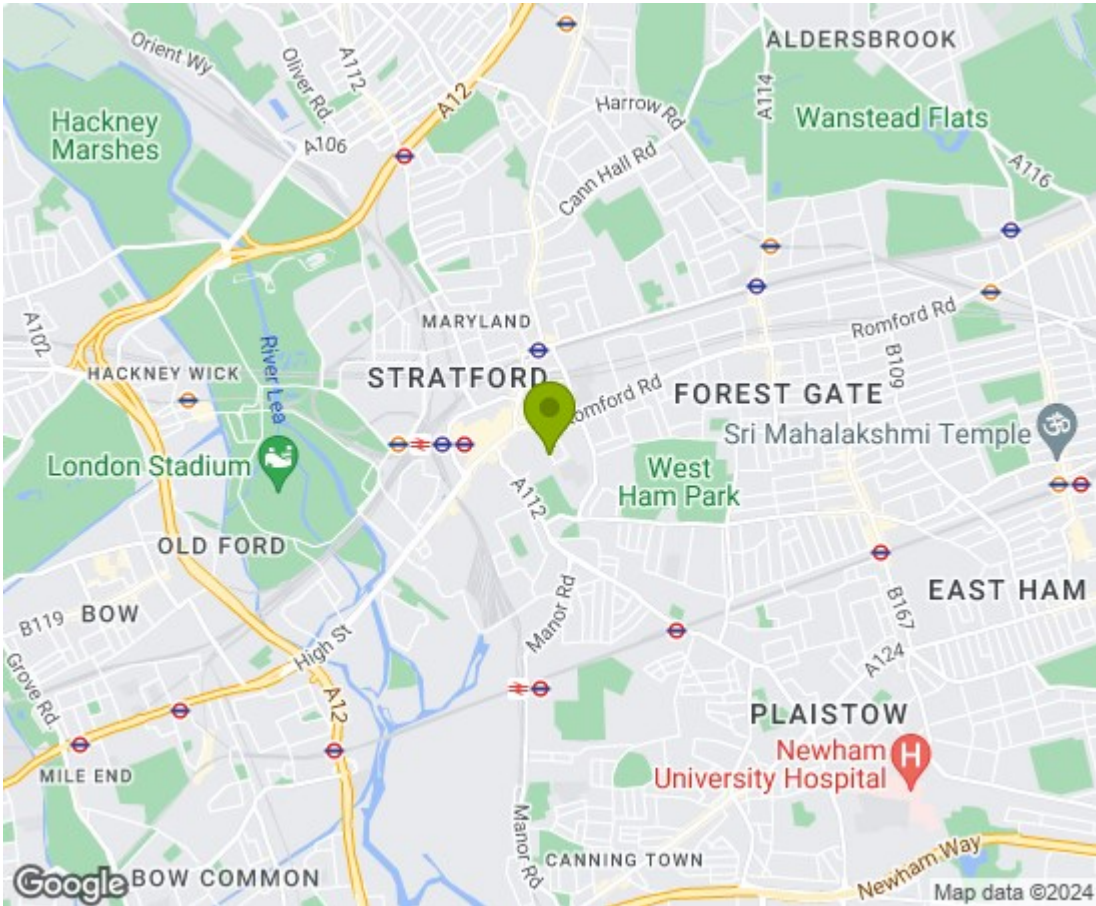 Orient Wy
Oliver Rd.
A112
A12
ALDERSBROOK
A114
Harrow Rd
Wanstead Flats
Hackney
Marshes
A106
Cann Hall Rd
A116
A102
MARYLAND
Romford Rd
River Lea
HACKNEY WICK
STRATFORD
Romford Rd
FOREST GATE
B109
Sri Mahalakshmi Temple
London Stadium
West
Ham Park
A112
OLD FORD
B119
BOW
EAST HAM
Manor Rd
B167
High St
A124
Grove Rd.
A12
PLAISTOW
Newham
University Hospital
H
MILE END
Manor Rd
CANNING TOWN
Newham Way
Google
BOW COMMON
Map data ©2024